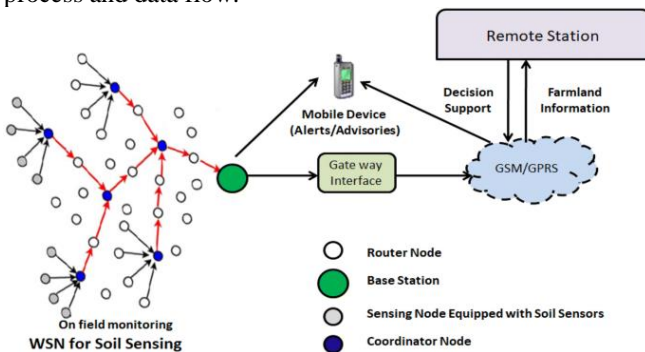 process and data flow.
Remote Station
Decision
Support
Farmland
Information
Mobile Device
(Alerts/Advisories)
Gate way
Interface
GSM/GPRS
Router Node
Base Station
Sensing Node Equipped with Soil Sensors
Coordinator Node
On field monitoring
WSN for Soil Sensing